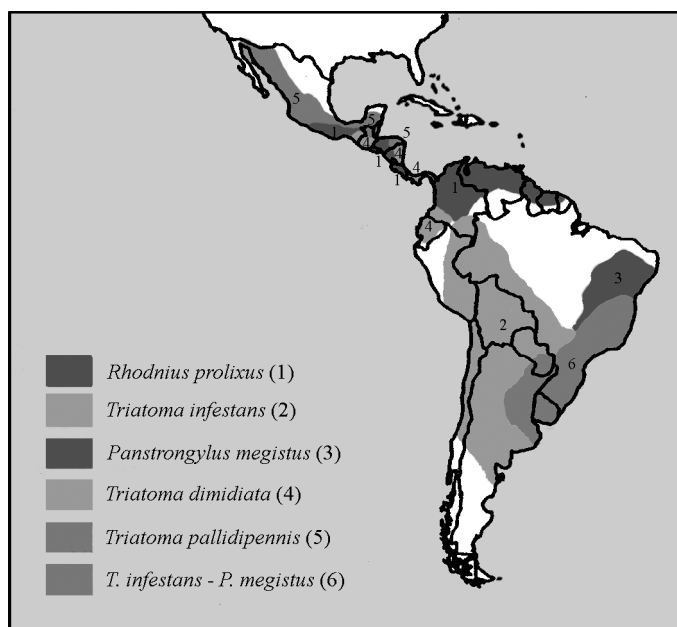 5
5
1
5
4
4
1
4
1
1
4
3
2
6
Rhodnius prolixus (1)
Triatoma infestans (2)
Panstrongylus megistus (3)
Triatoma dimidiata (4)
Triatoma pallidipennis (5)
T. infestans - P. megistus (6)